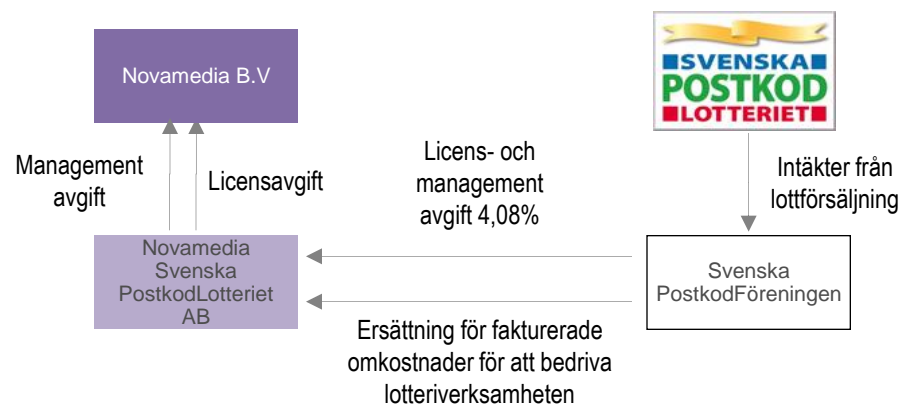 Novamedia B.V
SVENSKA
POSTKOD
LOTTERIET
Management
avgift
Licensavgift
Licens- och
management
avgift 4,08%
Intäkter från
lottförsäljning
Novamedia
Svenska
PostkodLotteriet
AB
Svenska
PostkodFöreningen
Ersättning för fakturerade
omkostnader för att bedriva
lotteriverksamheten